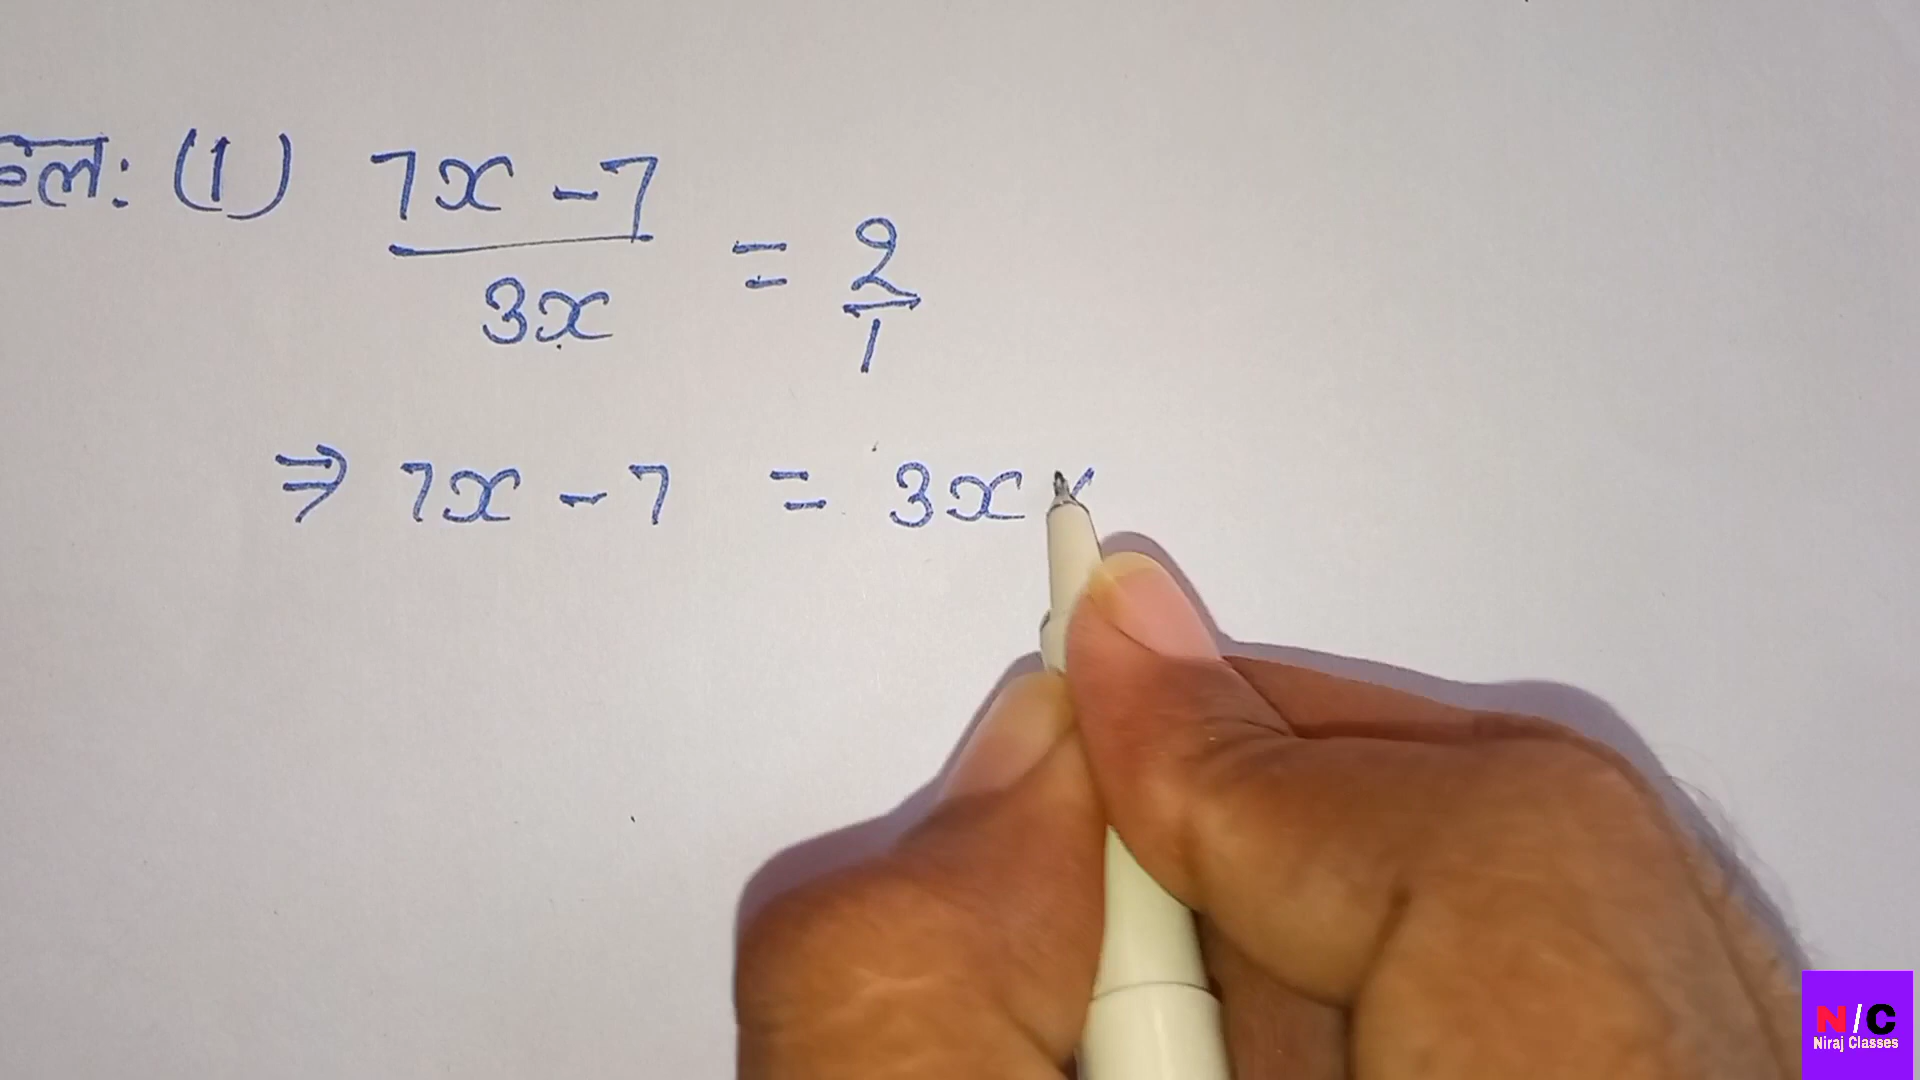 हल: (1) 7x - 7 / 3x = 2 / 1
⇒ 7x - 7 = 3x ×
N/C
Niraj Classes